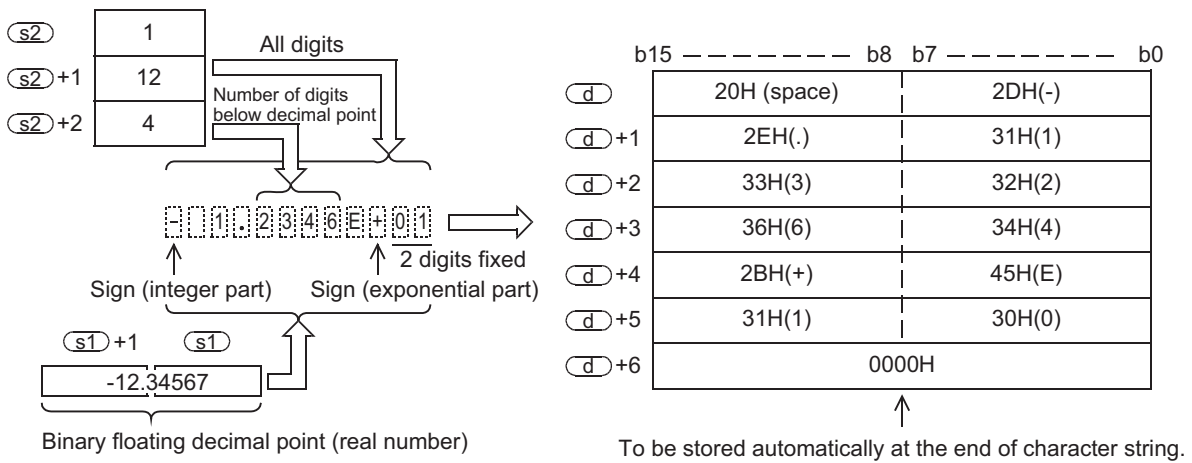 s2 1
s2 +1 12
s2 +2 4
All digits
Number of digits
below decimal point
- 1 . 2 3 4 6 E + 0 1
2 digits fixed
Sign (integer part) Sign (exponential part)
s1 +1 s1
-12.34567
Binary floating decimal point (real number)
b15 b8 b7 b0
d 20H (space) 2DH(-)
d +1 2EH(.) 31H(1)
d +2 33H(3) 32H(2)
d +3 36H(6) 34H(4)
d +4 2BH(+) 45H(E)
d +5 31H(1) 30H(0)
d +6 0000H
To be stored automatically at the end of character string.